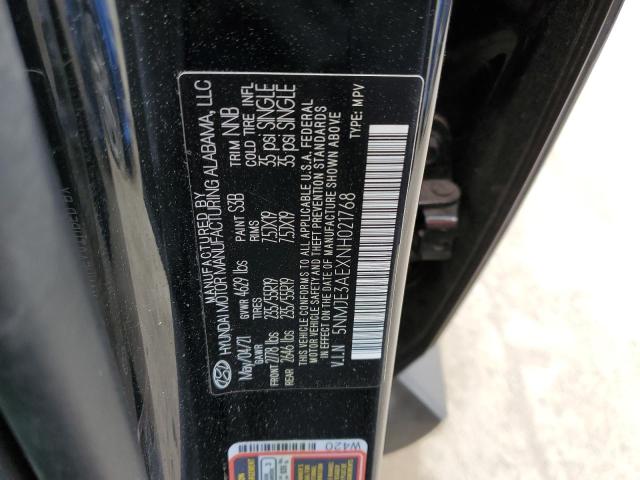 MANUFACTURED BY
HYUNDAI MOTOR MANUFACTURING ALABAMA, LLC
May/04/21 GVWR 4629 lbs PAINT S3B TRIM NNB
GAWR TIRES RIMS COLD TIRE INFL
FRONT 2778 lbs 235/55R19 7.5JX19 35 psi SINGLE
REAR 2646 lbs 235/55R19 7.5JX19 35 psi SINGLE
THIS VEHICLE CONFORMS TO ALL APPLICABLE U.S.A. FEDERAL
MOTOR VEHICLE SAFETY AND THEFT PREVENTION STANDARDS
IN EFFECT ON THE DATE OF MANUFACTURE SHOWN ABOVE
V.I.N 5NMJE3AEXNH021768 TYPE: MPV
W420